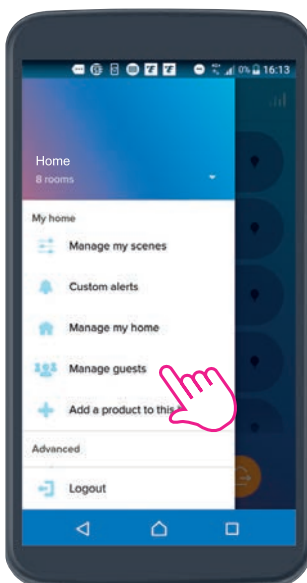 0% 16:13
Home
8 rooms
My home
Manage my scenes
Custom alerts
Manage my home
Manage guests
Add a product to this
Advanced
Logout